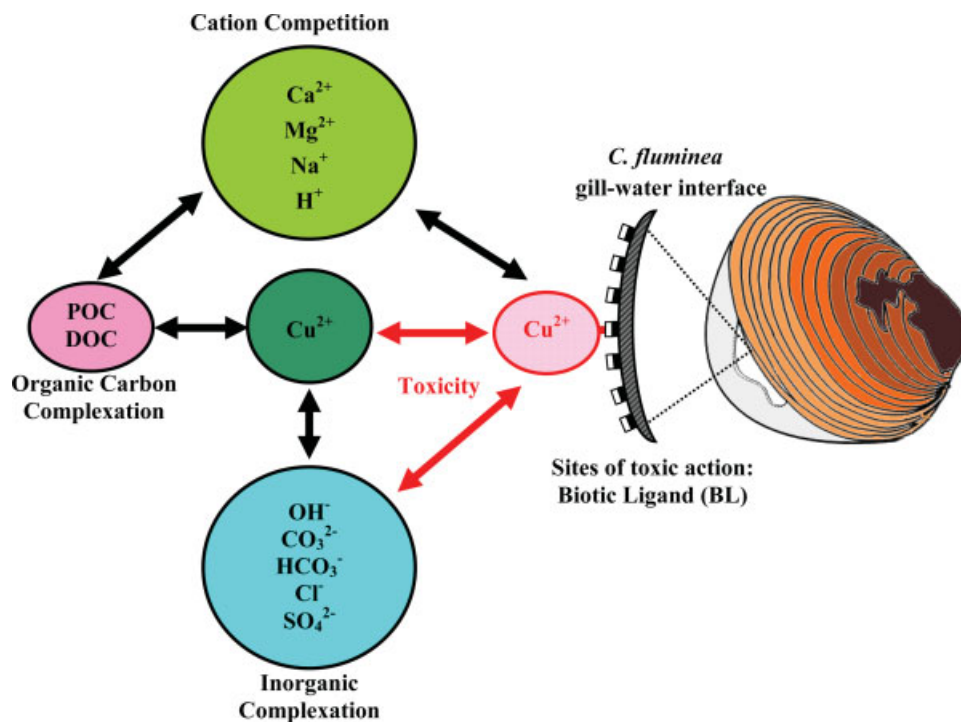 Cation Competition
Ca²⁺
Mg²⁺
Na⁺
H⁺
C. fluminea
gill-water interface
POC
DOC
Organic Carbon
Complexation
Cu²⁺
Cu²⁺
Toxicity
Sites of toxic action:
Biotic Ligand (BL)
OH⁻
CO₃²⁻
HCO₃⁻
Cl⁻
SO₄²⁻
Inorganic
Complexation